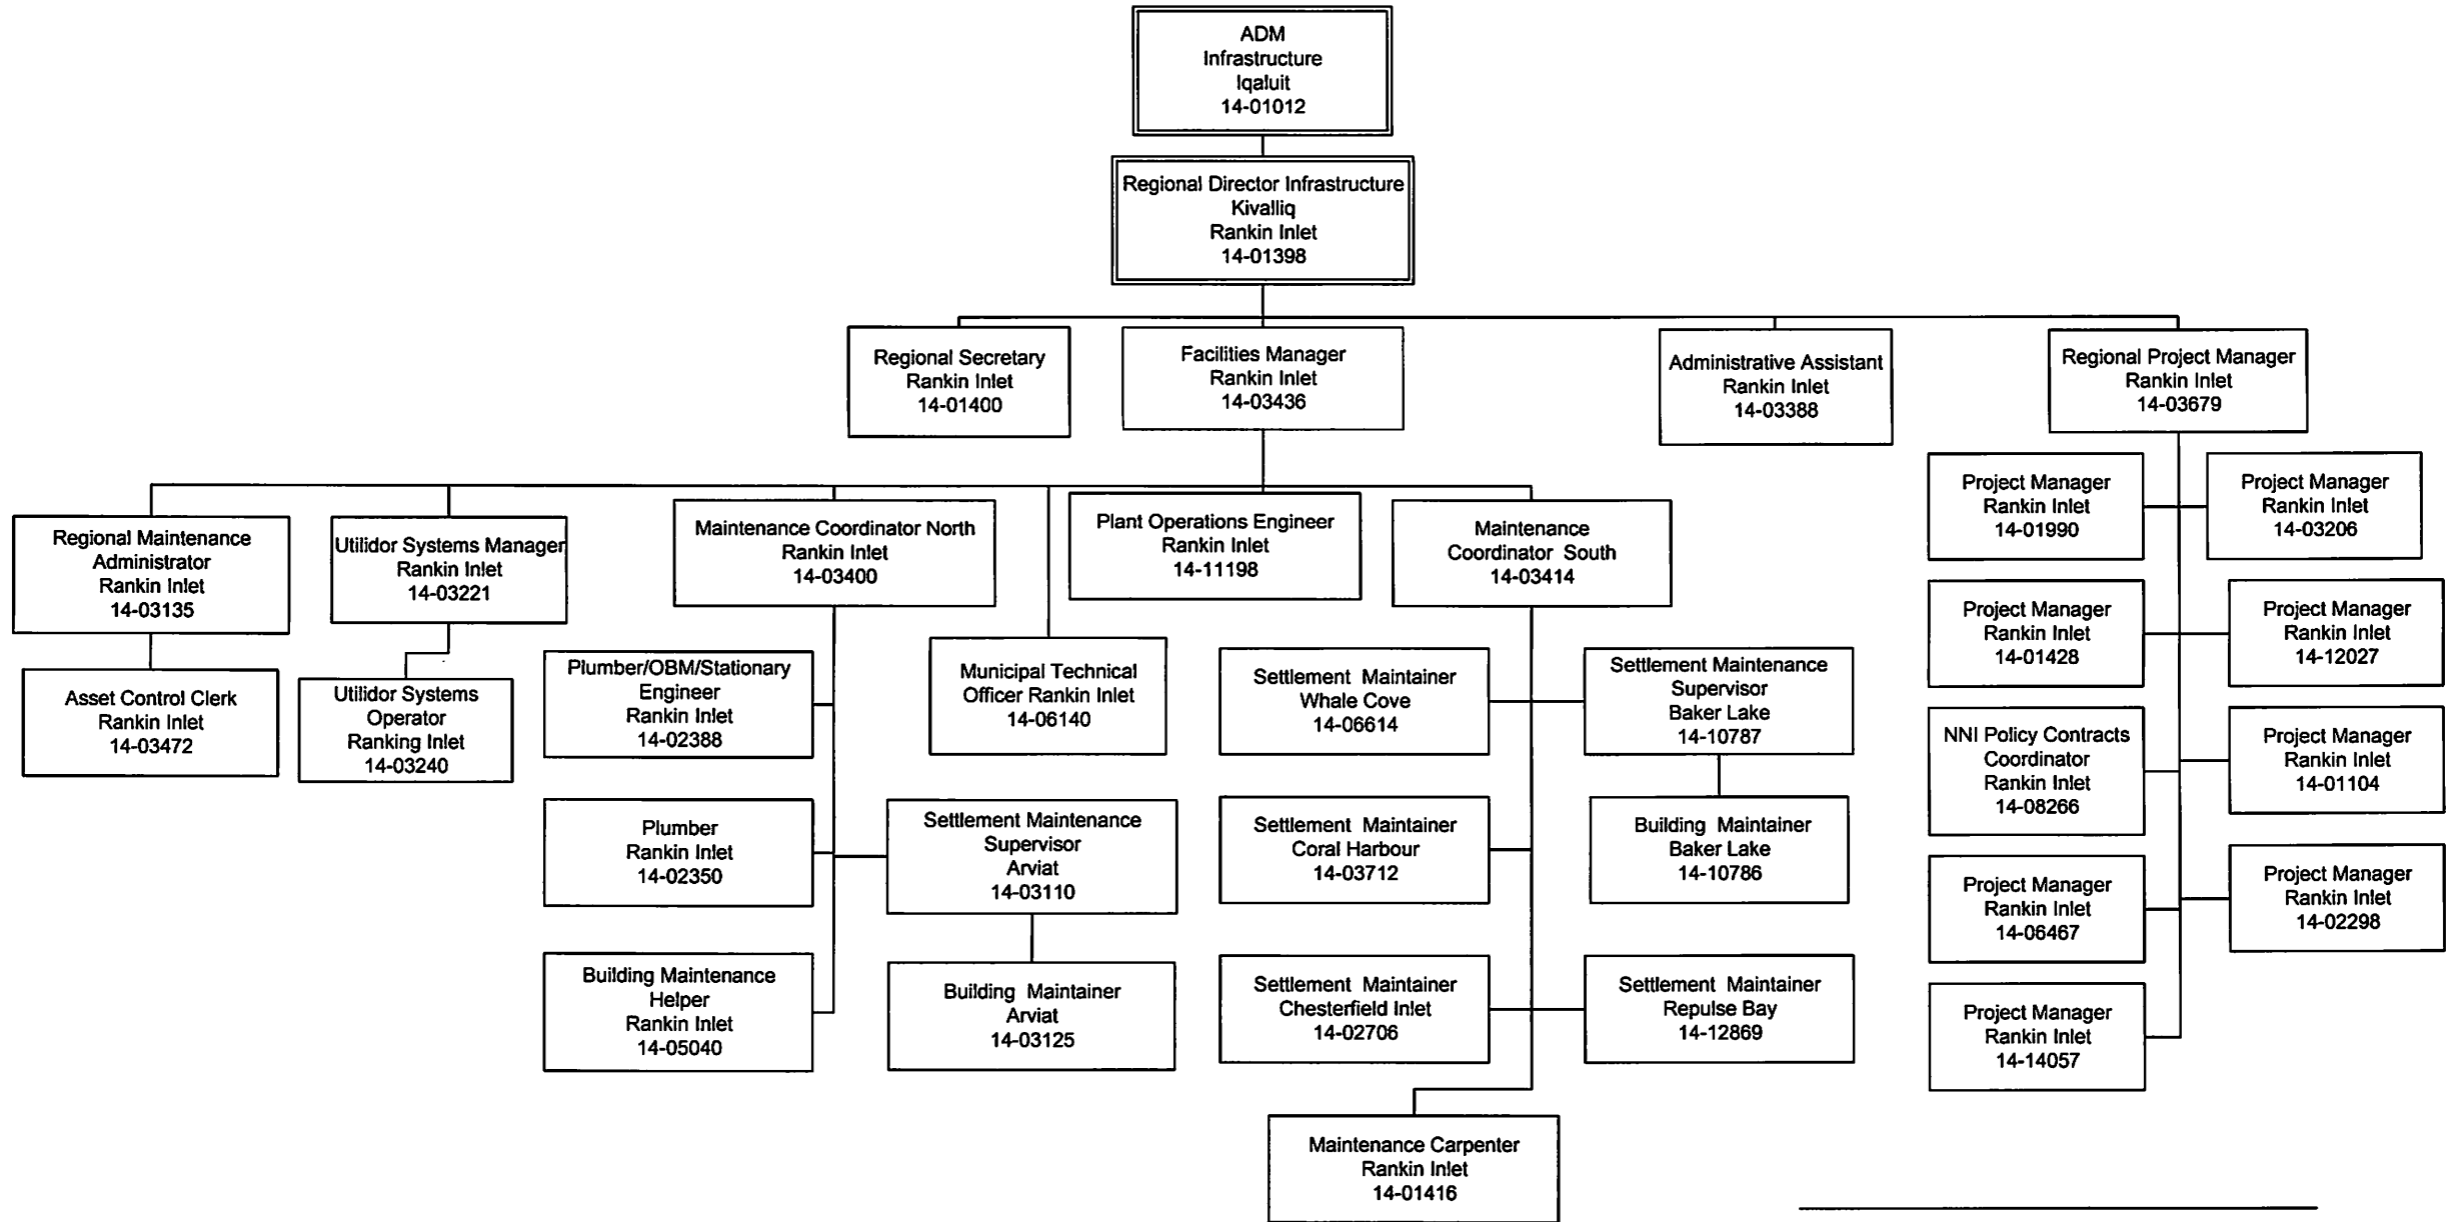 ADM
Infrastructure
Iqaluit
14-01012
Regional Director Infrastructure
Kivalliq
Rankin Inlet
14-01398
Regional Secretary
Rankin Inlet
14-01400
Facilities Manager
Rankin Inlet
14-03436
Administrative Assistant
Rankin Inlet
14-03388
Regional Project Manager
Rankin Inlet
14-03679
Regional Maintenance
Administrator
Rankin Inlet
14-03135
Utilidor Systems Manager
Rankin Inlet
14-03221
Maintenance Coordinator North
Rankin Inlet
14-03400
Plant Operations Engineer
Rankin Inlet
14-11198
Maintenance
Coordinator South
14-03414
Project Manager
Rankin Inlet
14-01990
Project Manager
Rankin Inlet
14-03206
Asset Control Clerk
Rankin Inlet
14-03472
Utilidor Systems
Operator
Ranking Inlet
14-03240
Plumber/OBM/Stationary
Engineer
Rankin Inlet
14-02388
Municipal Technical
Officer Rankin Inlet
14-06140
Settlement Maintainer
Whale Cove
14-06614
Settlement Maintenance
Supervisor
Baker Lake
14-10787
Project Manager
Rankin Inlet
14-01428
Project Manager
Rankin Inlet
14-12027
Plumber
Rankin Inlet
14-02350
Settlement Maintenance
Supervisor
Arviat
14-03110
Settlement Maintainer
Coral Harbour
14-03712
Building Maintainer
Baker Lake
14-10786
NNI Policy Contracts
Coordinator
Rankin Inlet
14-08266
Project Manager
Rankin Inlet
14-01104
Building Maintenance
Helper
Rankin Inlet
14-05040
Building Maintainer
Arviat
14-03125
Settlement Maintainer
Chesterfield Inlet
14-02706
Settlement Maintainer
Repulse Bay
14-12869
Project Manager
Rankin Inlet
14-06467
Project Manager
Rankin Inlet
14-02298
Project Manager
Rankin Inlet
14-14057
Maintenance Carpenter
Rankin Inlet
14-01416